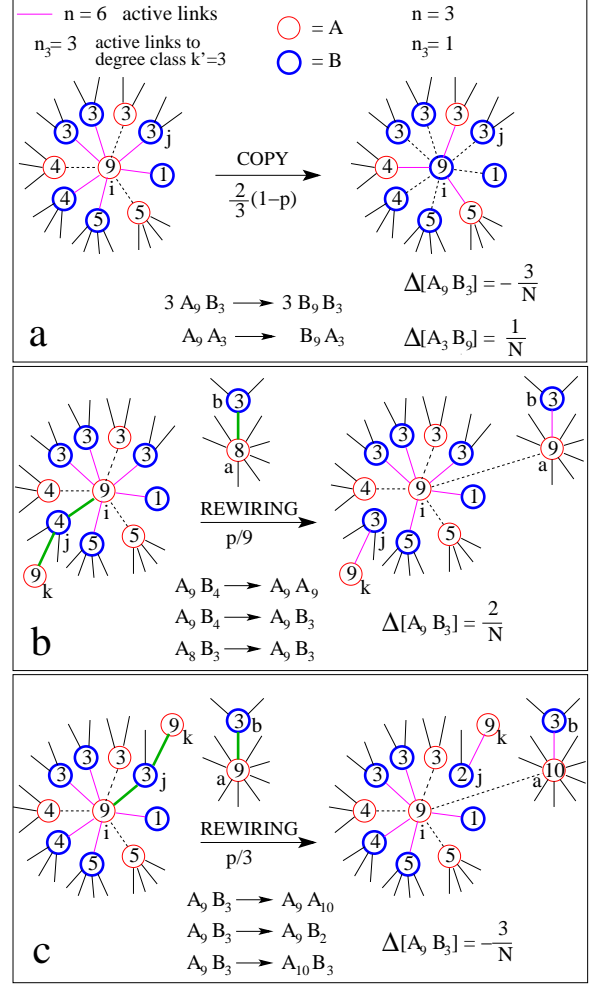 n = 6 active links
n₃ = 3 active links to
degree class k'=3
= A
= B
n = 3
n₃ = 1
3 3 3 3 j
4 9 1
i
4 5 5
COPY
2/3 (1−p)
3 3 3 3 j
4 9 1
i
4 5 5
3 A₉ B₃ → 3 B₉ B₃
A₉ A₃ → B₉ A₃
Δ[A₉ B₃] = − 3/N
Δ[A₃ B₉] = 1/N
a
b 3
a 8
3 3 3 3
4 9 1
i
4 j 5 5
9 k
REWIRING
p/9
b 3
a 9
3 3 3 3
4 9 1
i
3 j 5 5
9 k
A₉ B₄ → A₉ A₉
A₉ B₄ → A₉ B₃
A₈ B₃ → A₉ B₃
Δ[A₉ B₃] = 2/N
b
9 k
3 b
a 9
3 3 3 3 j
4 9 1
i
4 5 5
REWIRING
p/3
9 k
3 b
a 10
3 3 3 2 j
4 9 1
i
4 5 5
A₉ B₃ → A₉ A₁₀
A₉ B₃ → A₉ B₂
A₉ B₃ → A₁₀ B₃
Δ[A₉ B₃] = − 3/N
c